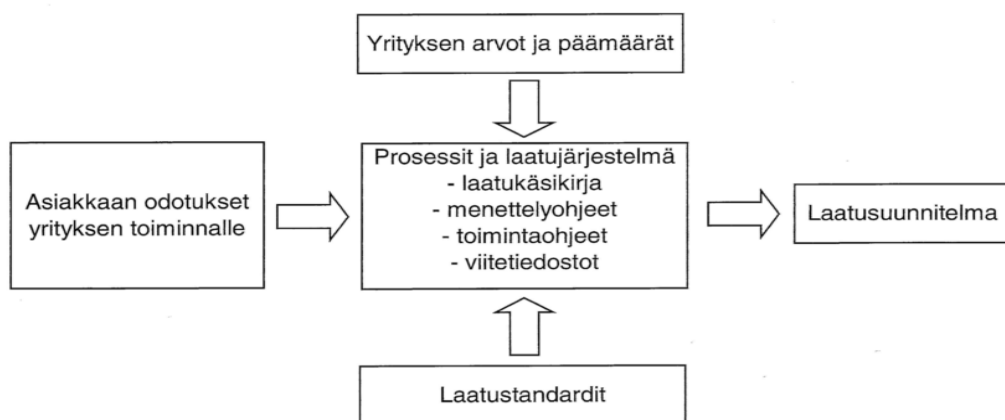 Yrityksen arvot ja päämäärät
Asiakkaan odotukset
yrityksen toiminnalle
Prosessit ja laatujärjestelmä
- laatukäsikirja
- menettelyohjeet
- toimintaohjeet
- viitetiedostot
Laatusuunnitelma
Laatustandardit